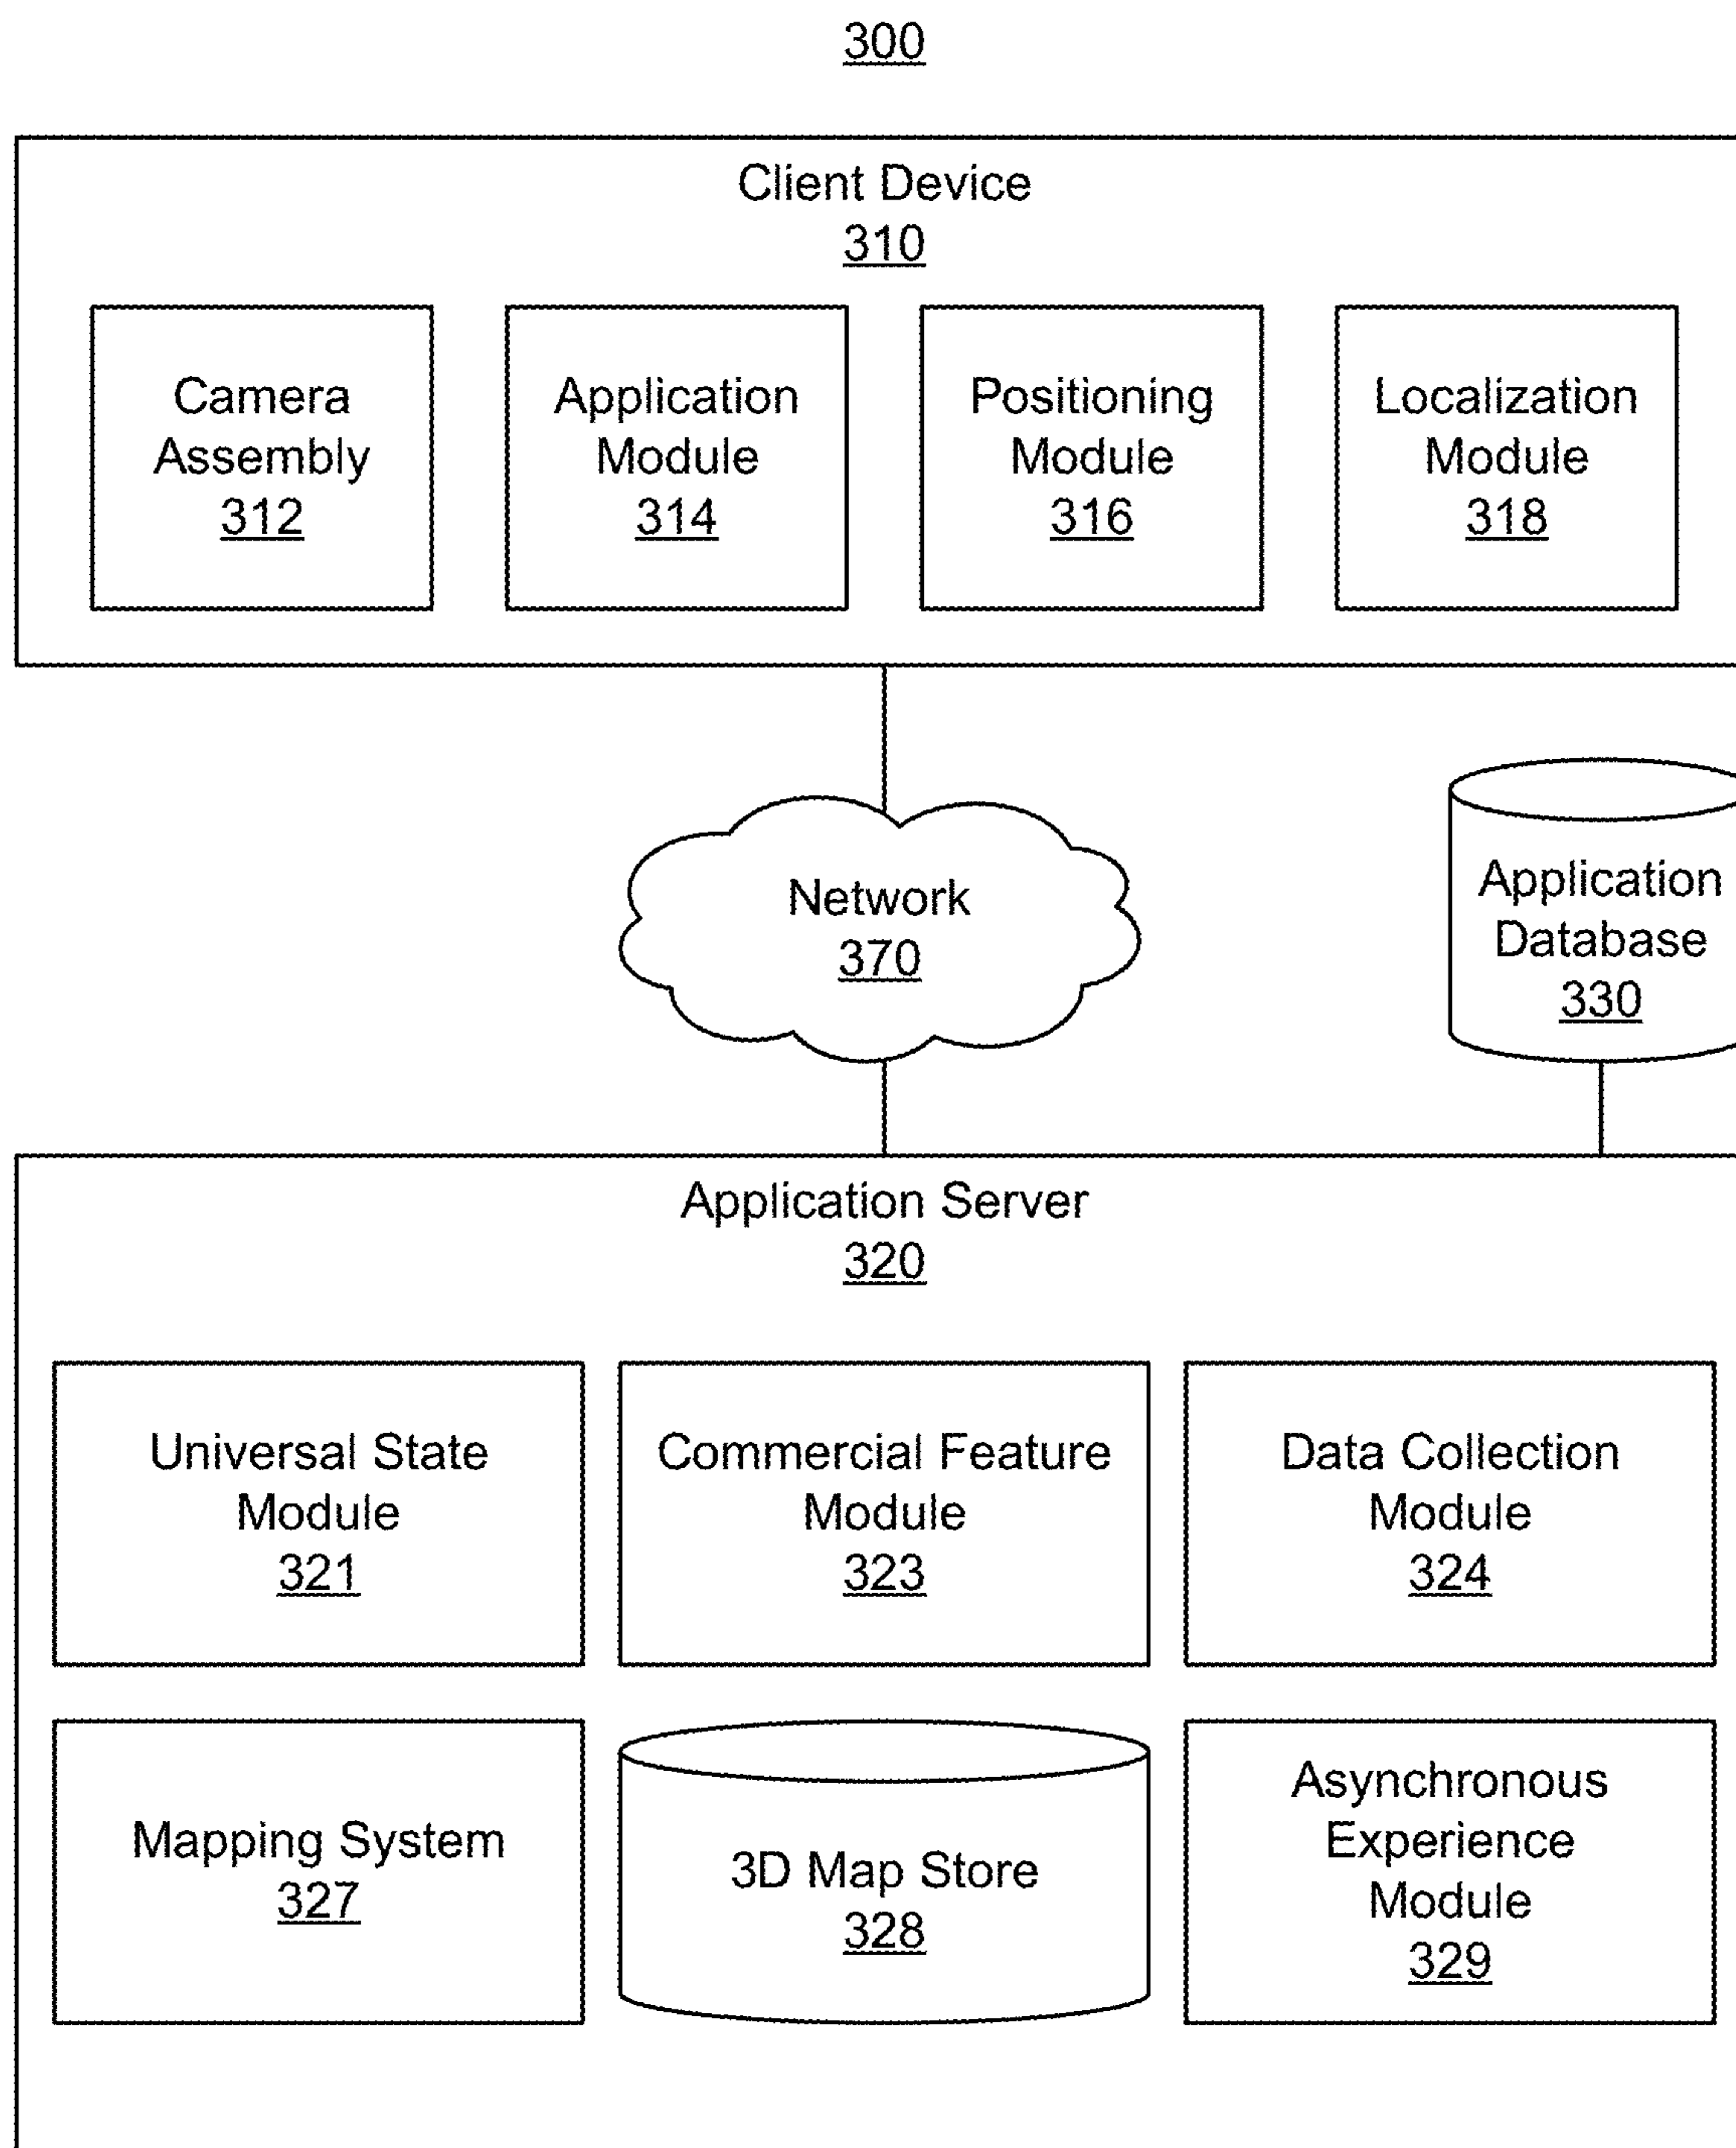 300
Client Device
310
Camera
Assembly
312
Application
Module
314
Positioning
Module
316
Localization
Module
318
Network
370
Application
Database
330
Application Server
320
Universal State
Module
321
Commercial Feature
Module
323
Data Collection
Module
324
Mapping System
327
3D Map Store
328
Asynchronous
Experience
Module
329